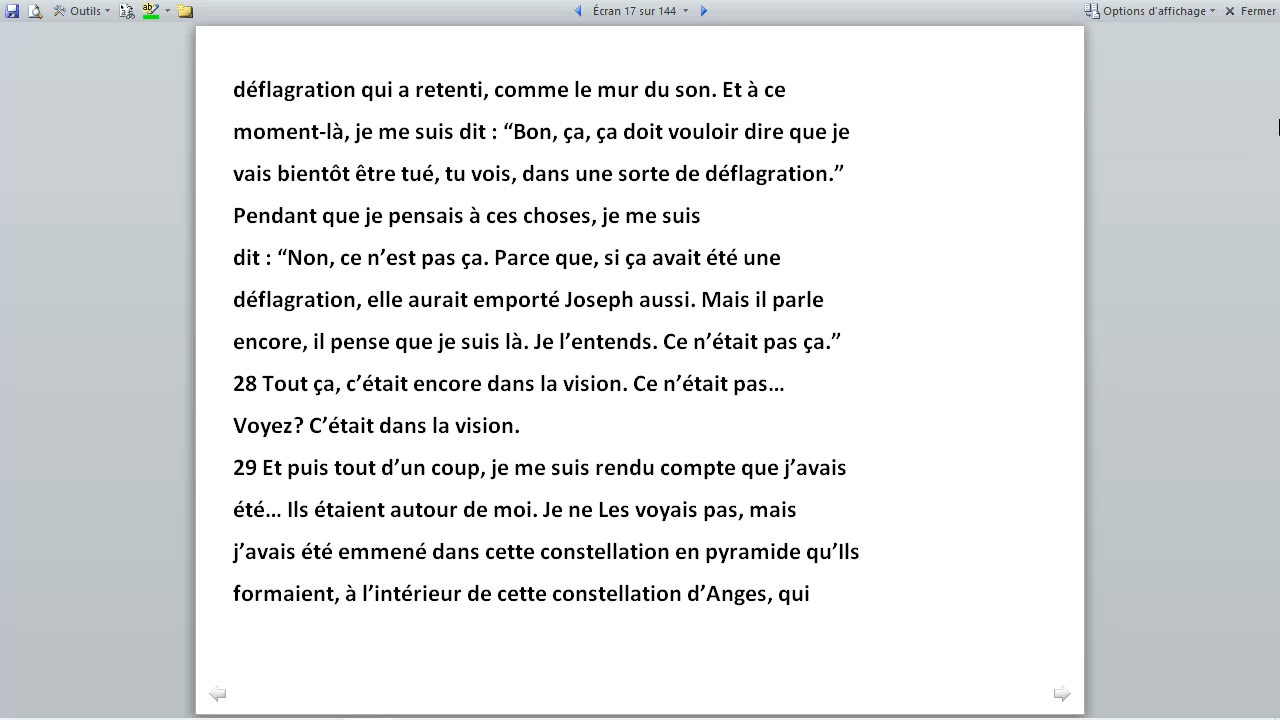 Outils
Écran 17 sur 144
Options d'affichage
Fermer
déflagration qui a retenti, comme le mur du son. Et à ce
moment-là, je me suis dit : “Bon, ça, ça doit vouloir dire que je
vais bientôt être tué, tu vois, dans une sorte de déflagration.”
Pendant que je pensais à ces choses, je me suis
dit : “Non, ce n’est pas ça. Parce que, si ça avait été une
déflagration, elle aurait emporté Joseph aussi. Mais il parle
encore, il pense que je suis là. Je l’entends. Ce n’était pas ça.”
28 Tout ça, c’était encore dans la vision. Ce n’était pas…
Voyez? C’était dans la vision.
29 Et puis tout d’un coup, je me suis rendu compte que j’avais
été… Ils étaient autour de moi. Je ne Les voyais pas, mais
j’avais été emmené dans cette constellation en pyramide qu’Ils
formaient, à l’intérieur de cette constellation d’Anges, qui